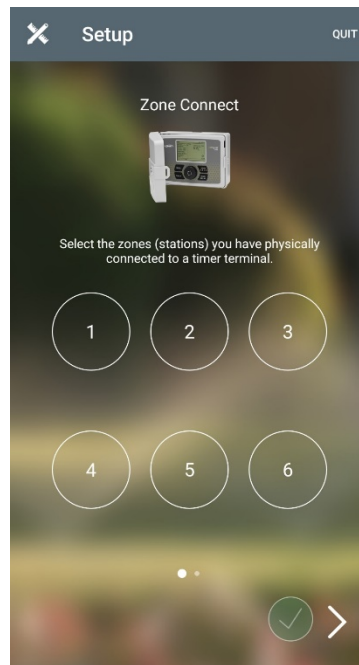 Setup
QUIT
Zone Connect
Select the zones (stations) you have physically
connected to a timer terminal.
1 2 3
4 5 6